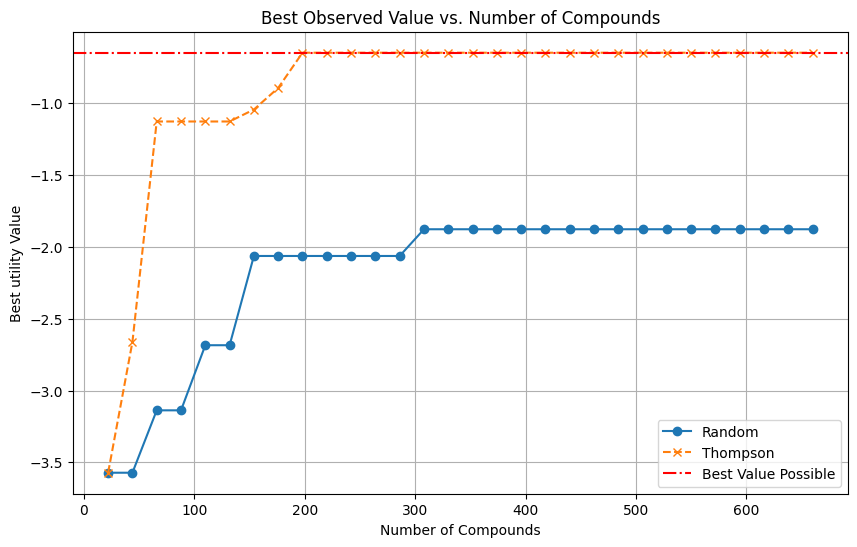 Best Observed Value vs. Number of Compounds
Best utility Value
−1.0
−1.5
−2.0
−2.5
−3.0
−3.5
0 100 200 300 400 500 600
Number of Compounds
Random
Thompson
Best Value Possible